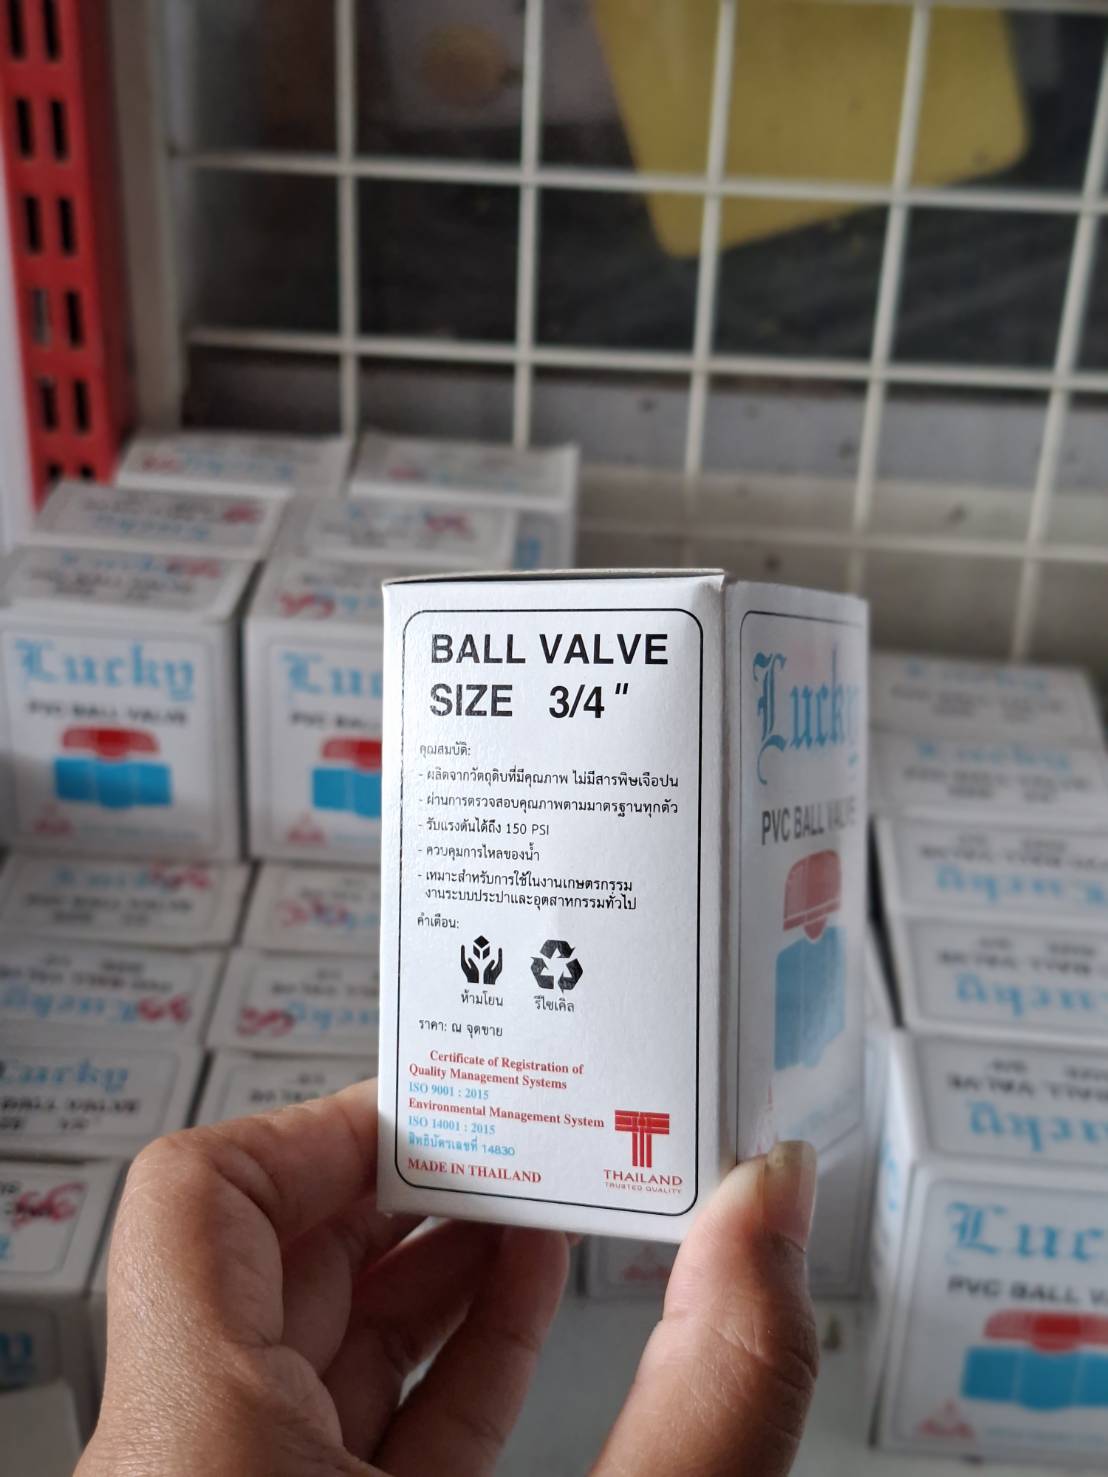 BALL VALVE
SIZE 3/4"
คุณสมบัติ:
- ผลิตจากวัตถุดิบที่มีคุณภาพ ไม่มีสารพิษเจือปน
- ผ่านการตรวจสอบคุณภาพตามมาตรฐานทุกตัว
- รับแรงดันได้ถึง 150 PSI
- ควบคุมการไหลของน้ำ
- เหมาะสำหรับการใช้ในงานเกษตรกรรม
งานระบบประปาและอุตสาหกรรมทั่วไป
คำเตือน:
ห้ามโยน รีไซเคิล
ราคา: ณ จุดขาย
Certificate of Registration of
Quality Management Systems
ISO 9001 : 2015
Environmental Management System
ISO 14001 : 2015
สิทธิบัตรเลขที่ 14830
MADE IN THAILAND
THAILAND
TRUSTED QUALITY
Lucky
PVC BALL VALVE
Lucky
PVC BALL VALVE
Lu
PVC BALL
Luc
PVC BALL VA